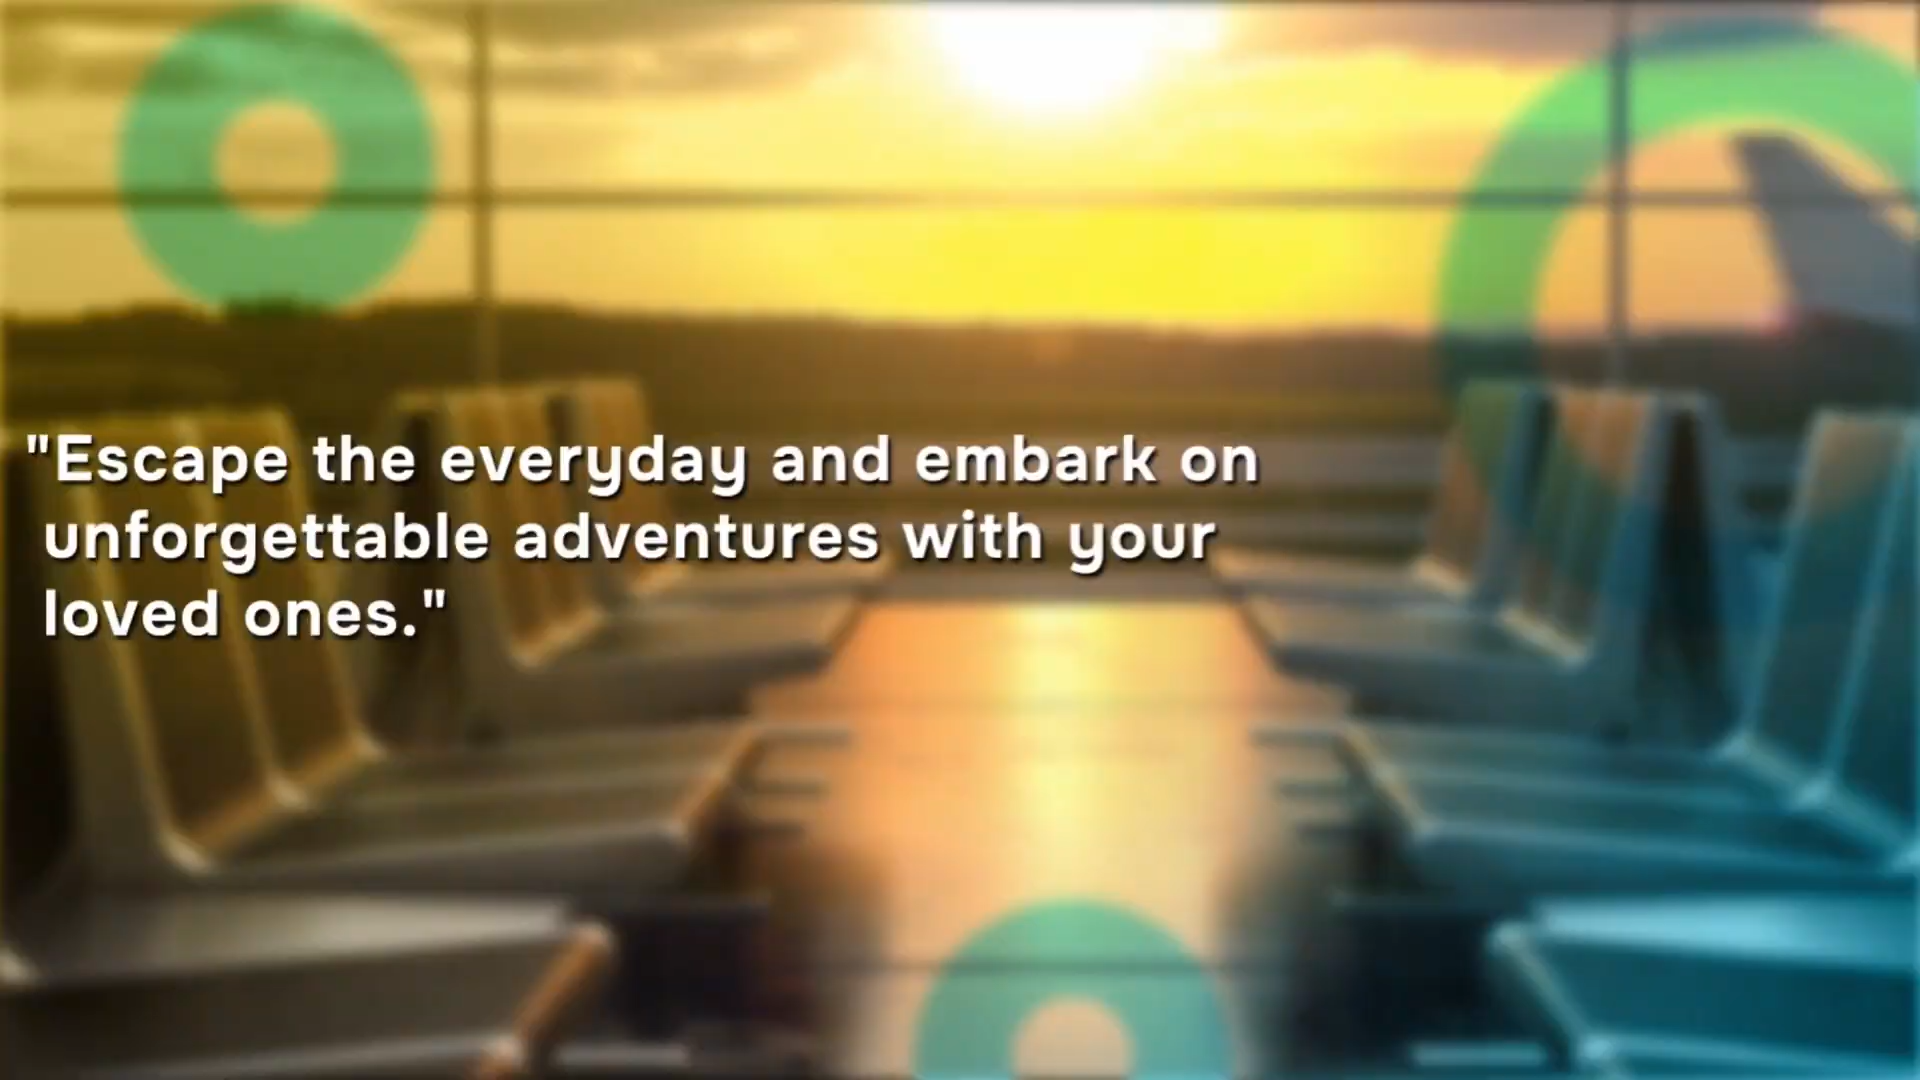 "Escape the everyday and embark on
unforgettable adventures with your
loved ones."